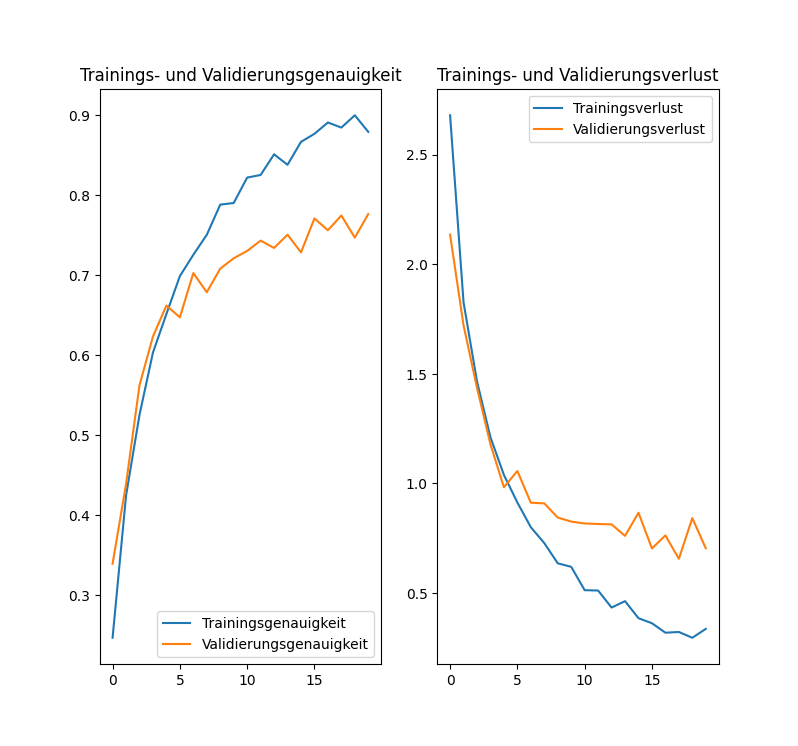 Trainings- und Validierungsgenauigkeit
0.9
0.8
0.7
0.6
0.5
0.4
0.3
0 5 10 15
Trainingsgenauigkeit
Validierungsgenauigkeit
Trainings- und Validierungsverlust
2.5
2.0
1.5
1.0
0.5
0 5 10 15
Trainingsverlust
Validierungsverlust